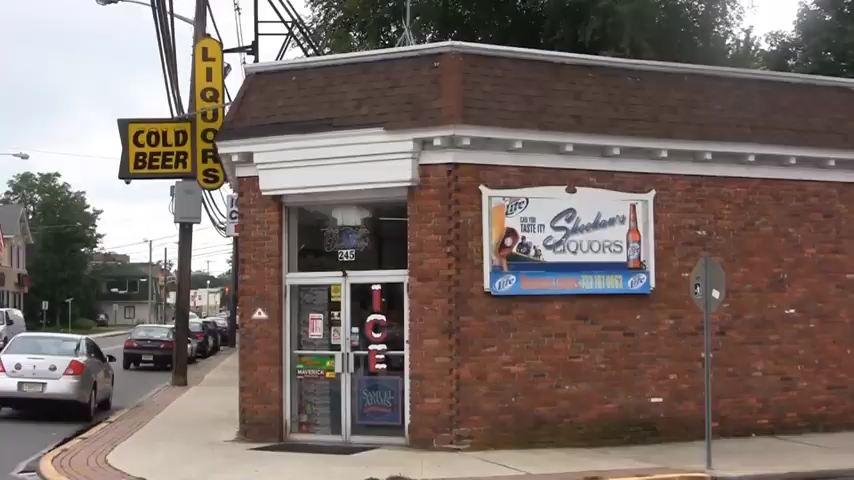 LIQUORS
COLD
BEER
245
ICE
MAVERICK
SAMUEL
ADAMS
Lite
CAN YOU
TASTE IT?
Sheehan's
LIQUORS
Lite
Lite